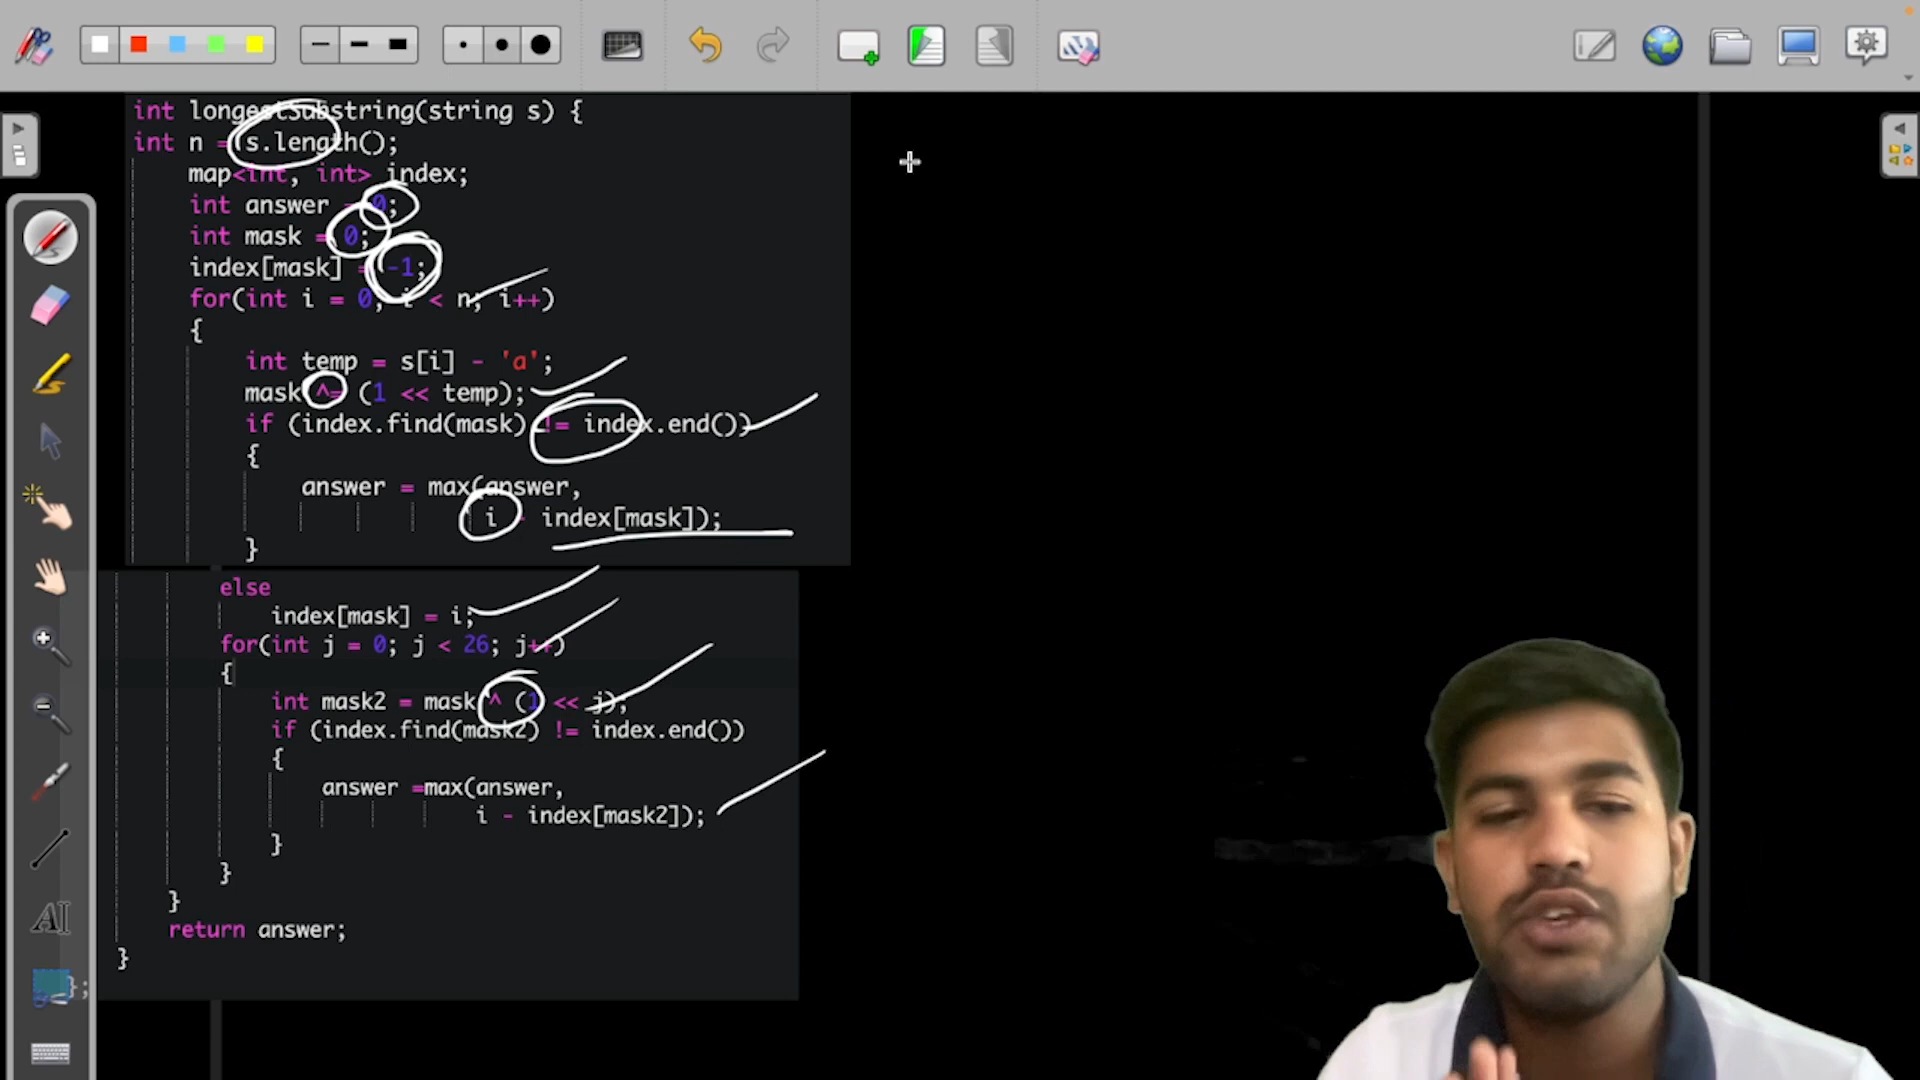 int longestSubstring(string s) {
int n = s.length();
map<int, int> index;
int answer = 0;
int mask = 0;
index[mask] = -1;
for(int i = 0; i < n; i++)
{
int temp = s[i] - 'a';
mask ^= (1 << temp);
if (index.find(mask) != index.end())
{
answer = max(answer,
i - index[mask]);
}
else
index[mask] = i;
for(int j = 0; j < 26; j++)
{
int mask2 = mask ^ (1 << j);
if (index.find(mask2) != index.end())
{
answer =max(answer,
i - index[mask2]);
}
}
}
return answer;
}
};